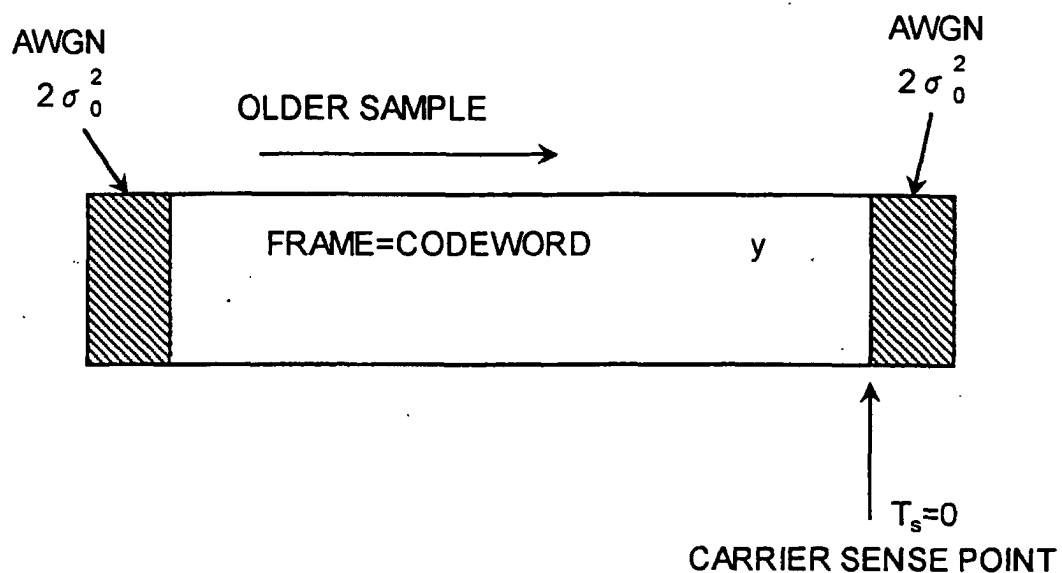 AWGN
2σ₀²
AWGN
2σ₀²
OLDER SAMPLE
FRAME=CODEWORD
y
Tₛ=0
CARRIER SENSE POINT